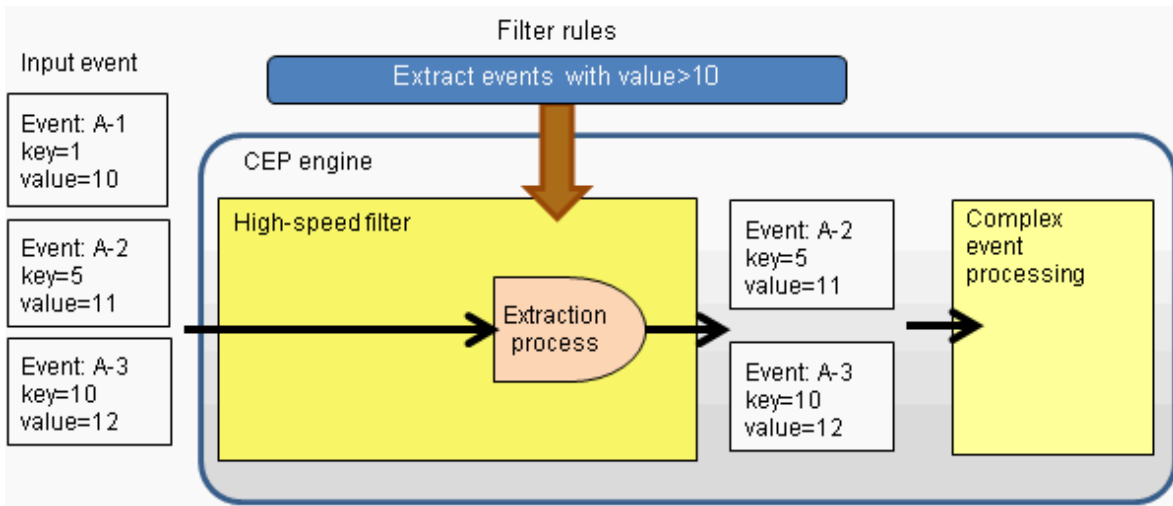 Filter rules
Input event
Extract events with value>10
Event: A-1
key=1
value=10
CEP engine
Event: A-2
key=5
value=11
High-speed filter
Extraction
process
Event: A-2
key=5
value=11
Complex
event
processing
Event: A-3
key=10
value=12
Event: A-3
key=10
value=12